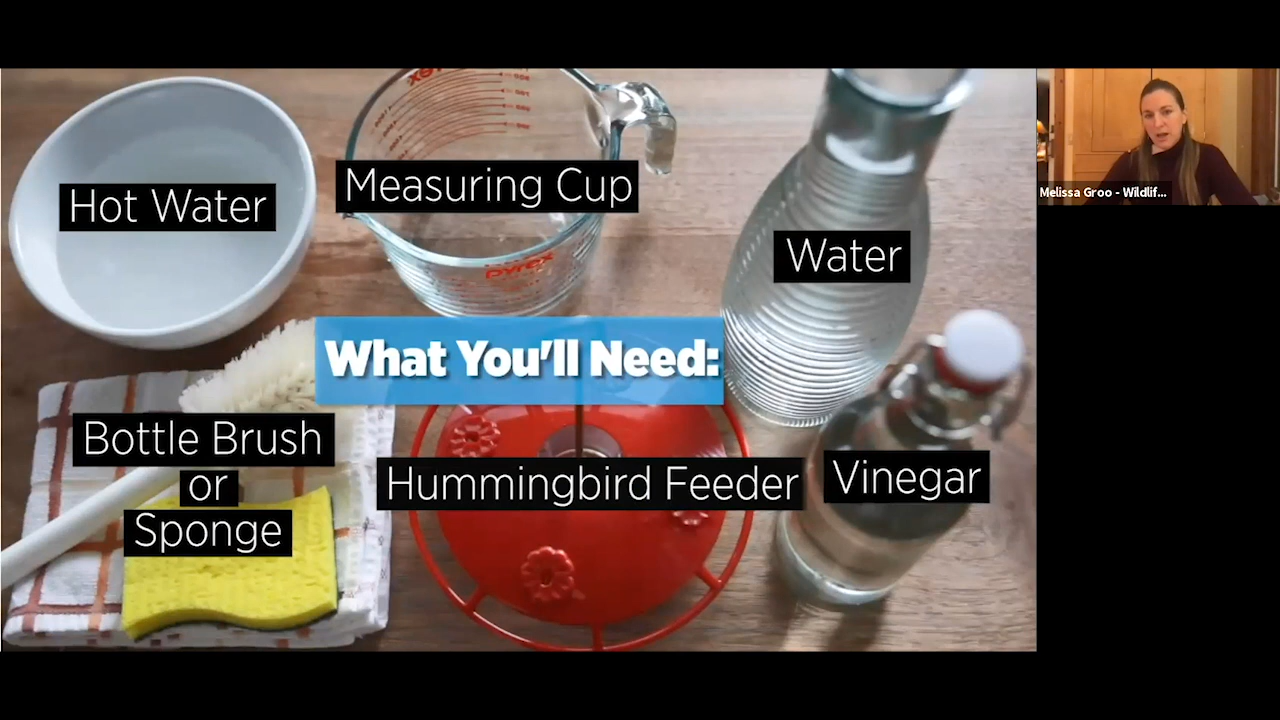 Hot Water
Measuring Cup
Water
PYREX
What You'll Need:
Bottle Brush
or
Sponge
Hummingbird Feeder
Vinegar
Melissa Groo - Wildlif...